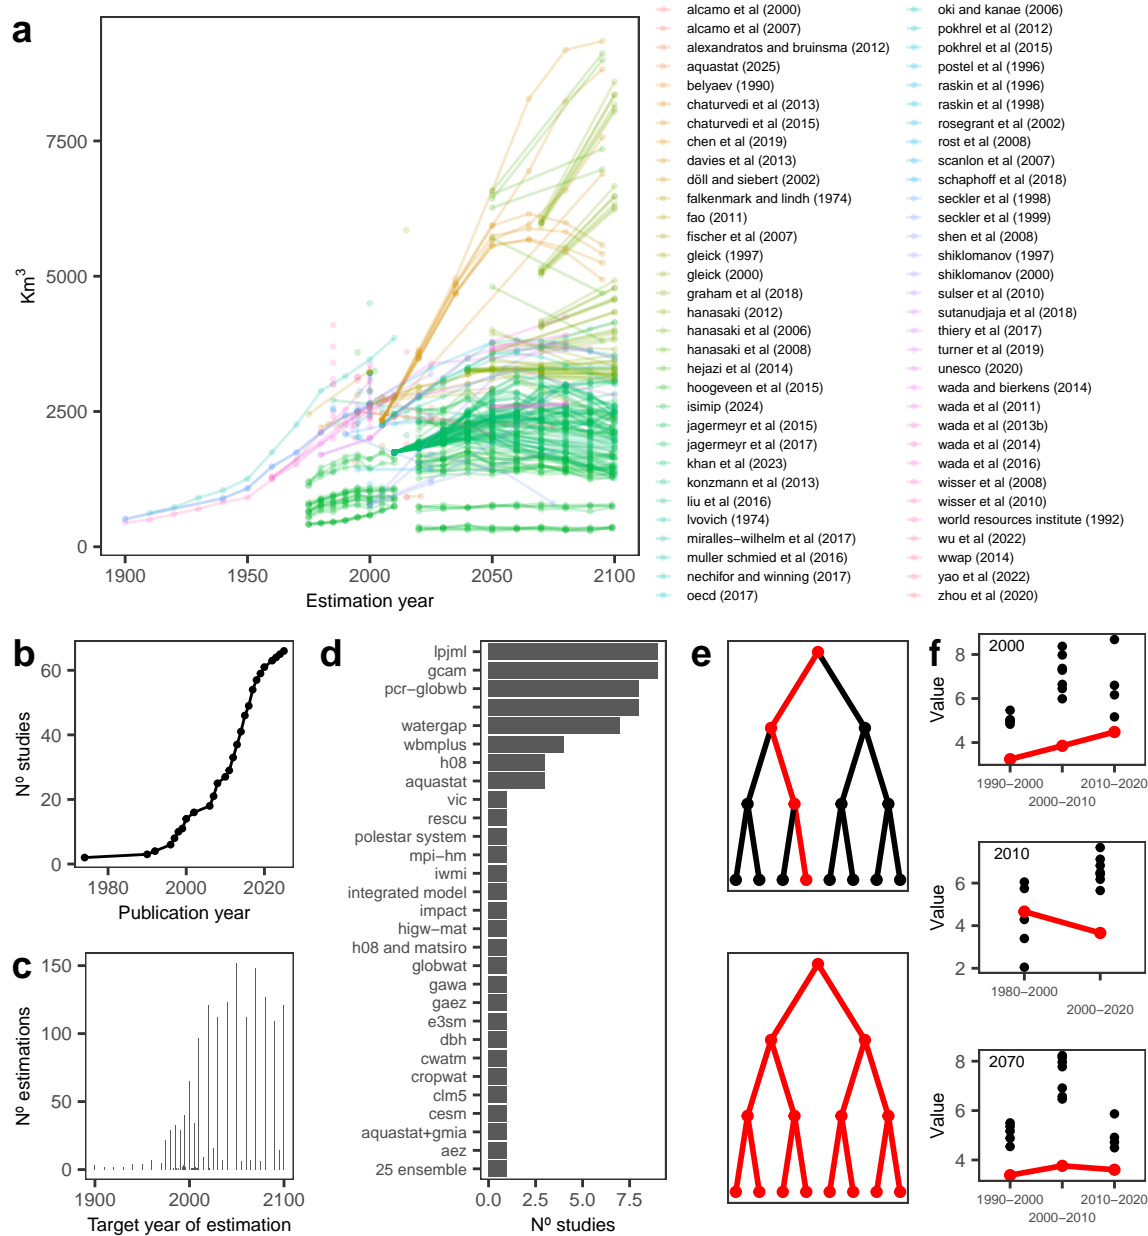 a
7500
5000
2500
0
Km³
1900
1950
2000
2050
2100
Estimation year
alcamo et al (2000)
alcamo et al (2007)
alexandratos and bruinsma (2012)
aquastat (2025)
belyaev (1990)
chaturvedi et al (2013)
chaturvedi et al (2015)
chen et al (2019)
davies et al (2013)
döll and siebert (2002)
falkenmark and lindh (1974)
fao (2011)
fischer et al (2007)
gleick (1997)
gleick (2000)
graham et al (2018)
hanasaki (2012)
hanasaki et al (2006)
hanasaki et al (2008)
hejazi et al (2014)
hoogeveen et al (2015)
isimip (2024)
jagermeyr et al (2015)
jagermeyr et al (2017)
khan et al (2023)
konzmann et al (2013)
liu et al (2016)
lvovich (1974)
miralles−wilhelm et al (2017)
muller schmied et al (2016)
nechifor and winning (2017)
oecd (2017)
oki and kanae (2006)
pokhrel et al (2012)
pokhrel et al (2015)
postel et al (1996)
raskin et al (1996)
raskin et al (1998)
rosegrant et al (2002)
rost et al (2008)
scanlon et al (2007)
schaphoff et al (2018)
seckler et al (1998)
seckler et al (1999)
shen et al (2008)
shiklomanov (1997)
shiklomanov (2000)
sulser et al (2010)
sutanudjaja et al (2018)
thiery et al (2017)
turner et al (2019)
unesco (2020)
wada and bierkens (2014)
wada et al (2011)
wada et al (2013b)
wada et al (2014)
wada et al (2016)
wisser et al (2008)
wisser et al (2010)
world resources institute (1992)
wu et al (2022)
wwap (2014)
yao et al (2022)
zhou et al (2020)
b
60
40
20
0
Nº studies
1980
2000
2020
Publication year
c
150
100
50
0
Nº estimations
1900
2000
2100
Target year of estimation
d
lpjml
gcam
pcr−globwb
watergap
wbmplus
h08
aquastat
vic
rescu
polestar system
mpi−hm
iwmi
integrated model
impact
higw−mat
h08 and matsiro
globwat
gawa
gaez
e3sm
dbh
cwatm
cropwat
clm5
cesm
aquastat+gmia
aez
25 ensemble
0.0
2.5
5.0
7.5
Nº studies
e
f
2000
8
6
4
Value
1990−2000
2000−2010
2010−2020
2010
6
4
2
Value
1980−2000
2000−2020
2070
8
6
4
Value
1990−2000
2000−2010
2010−2020